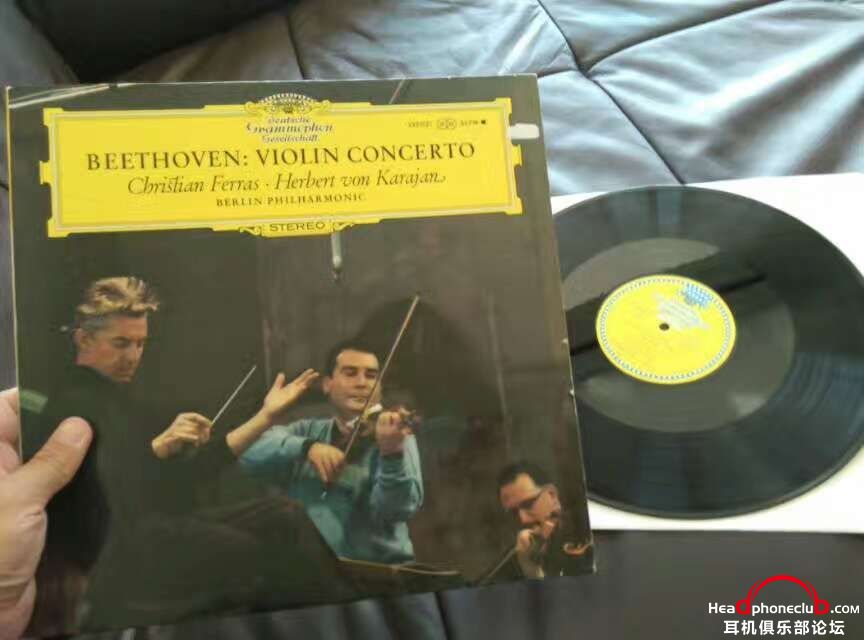 Deutsche
Grammophon
Gesellschaft
BEETHOVEN: VIOLIN CONCERTO
Christian Ferras · Herbert von Karajan
BERLIN PHILHARMONIC
STEREO
Headphoneclub.com
耳机俱乐部论坛